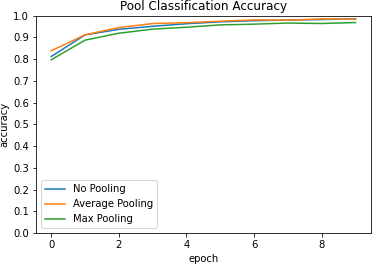 Pool Classification Accuracy
1.0
0.9
0.8
0.7
0.6
0.5
0.4
0.3
0.2
0.1
0.0
accuracy
No Pooling
Average Pooling
Max Pooling
0 2 4 6 8
epoch